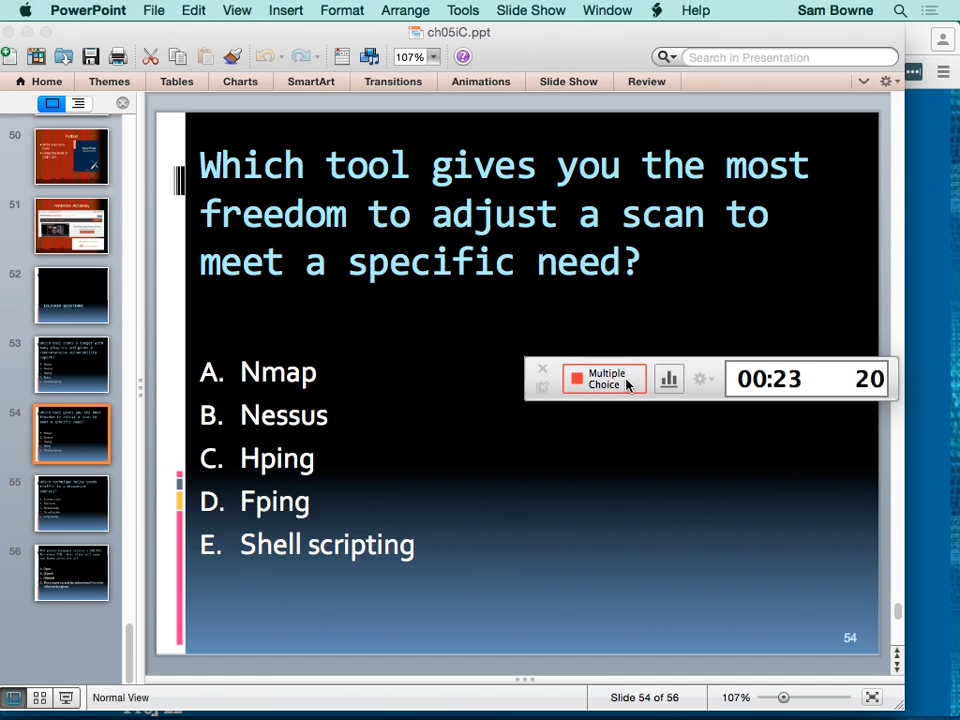 PowerPoint File Edit View Insert Format Arrange Tools Slide Show Window Help Sam Bowne
ch05iC.ppt
107% Search in Presentation
Home Themes Tables Charts SmartArt Transitions Animations Slide Show Review
50
51
52
53
54
55
56
Which tool gives you the most
freedom to adjust a scan to
meet a specific need?
A. Nmap
B. Nessus
C. Hping
D. Fping
E. Shell scripting
Multiple
Choice
00:23 20
54
Normal View Slide 54 of 56 107%